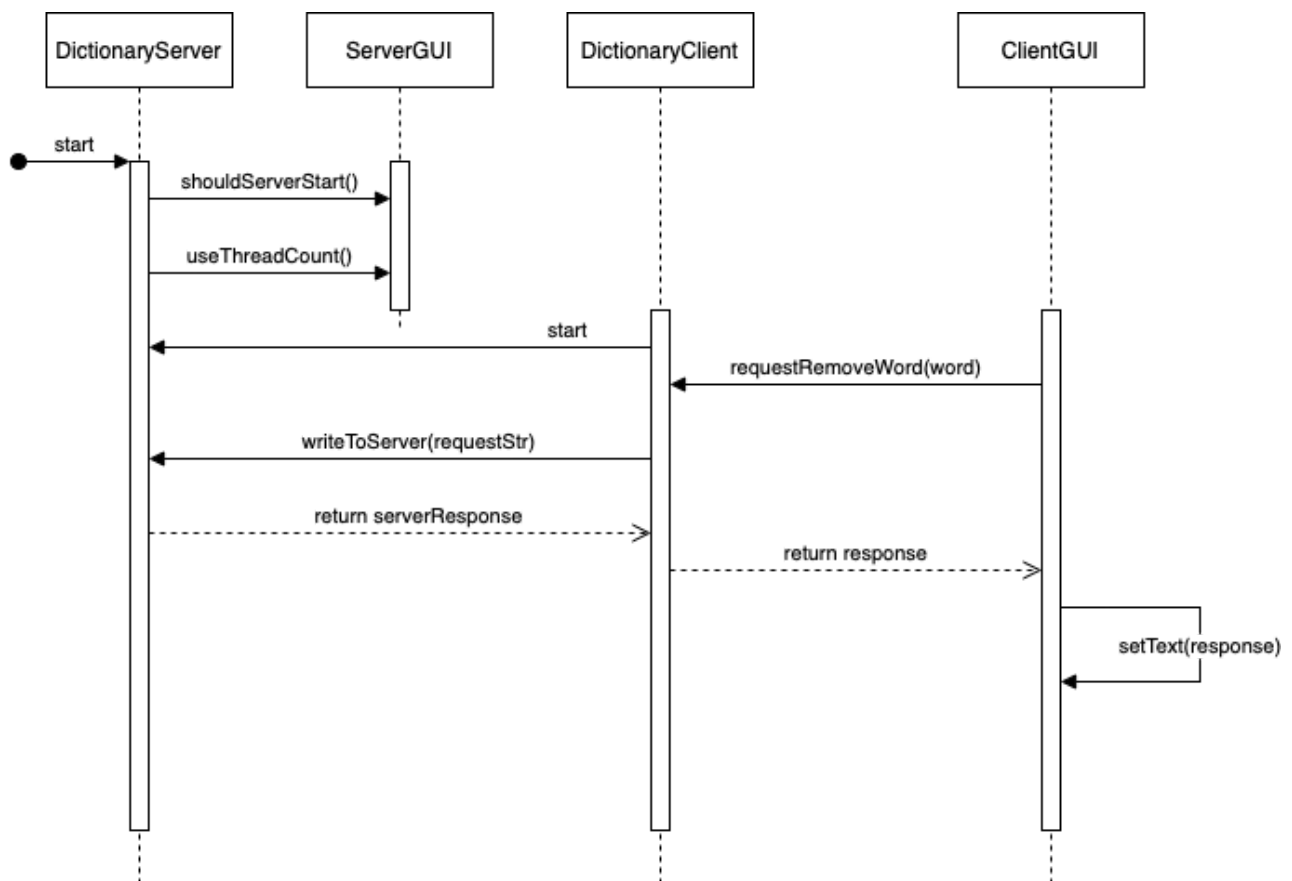 DictionaryServer
ServerGUI
DictionaryClient
ClientGUI
start
shouldServerStart()
useThreadCount()
start
requestRemoveWord(word)
writeToServer(requestStr)
return serverResponse
return response
setText(response)